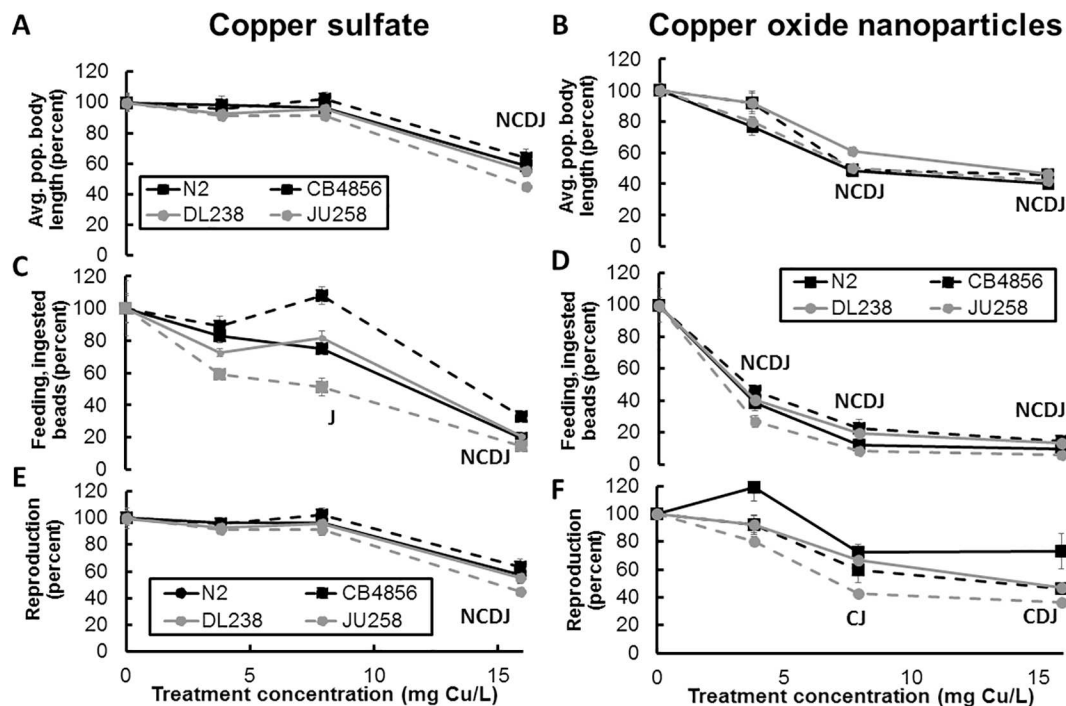 A Copper sulfate
B Copper oxide nanoparticles
120
100
80
60
40
20
0
Avg. pop. body
length (percent)
NCDJ
N2 CB4856
DL238 JU258
120
100
80
60
40
20
0
Avg. pop. body
length (percent)
NCDJ
NCDJ
C
120
100
80
60
40
20
0
Feeding, ingested
beads (percent)
J
NCDJ
D
120
100
80
60
40
20
0
Feeding, ingested
beads (percent)
N2 CB4856
DL238 JU258
NCDJ
NCDJ
NCDJ
E
120
100
80
60
40
20
0
Reproduction
(percent)
N2 CB4856
DL238 JU258
NCDJ
0 5 10 15
Treatment concentration (mg Cu/L)
F
120
100
80
60
40
20
0
Reproduction
(percent)
CJ
CDJ
0 5 10 15
Treatment concentration (mg Cu/L)